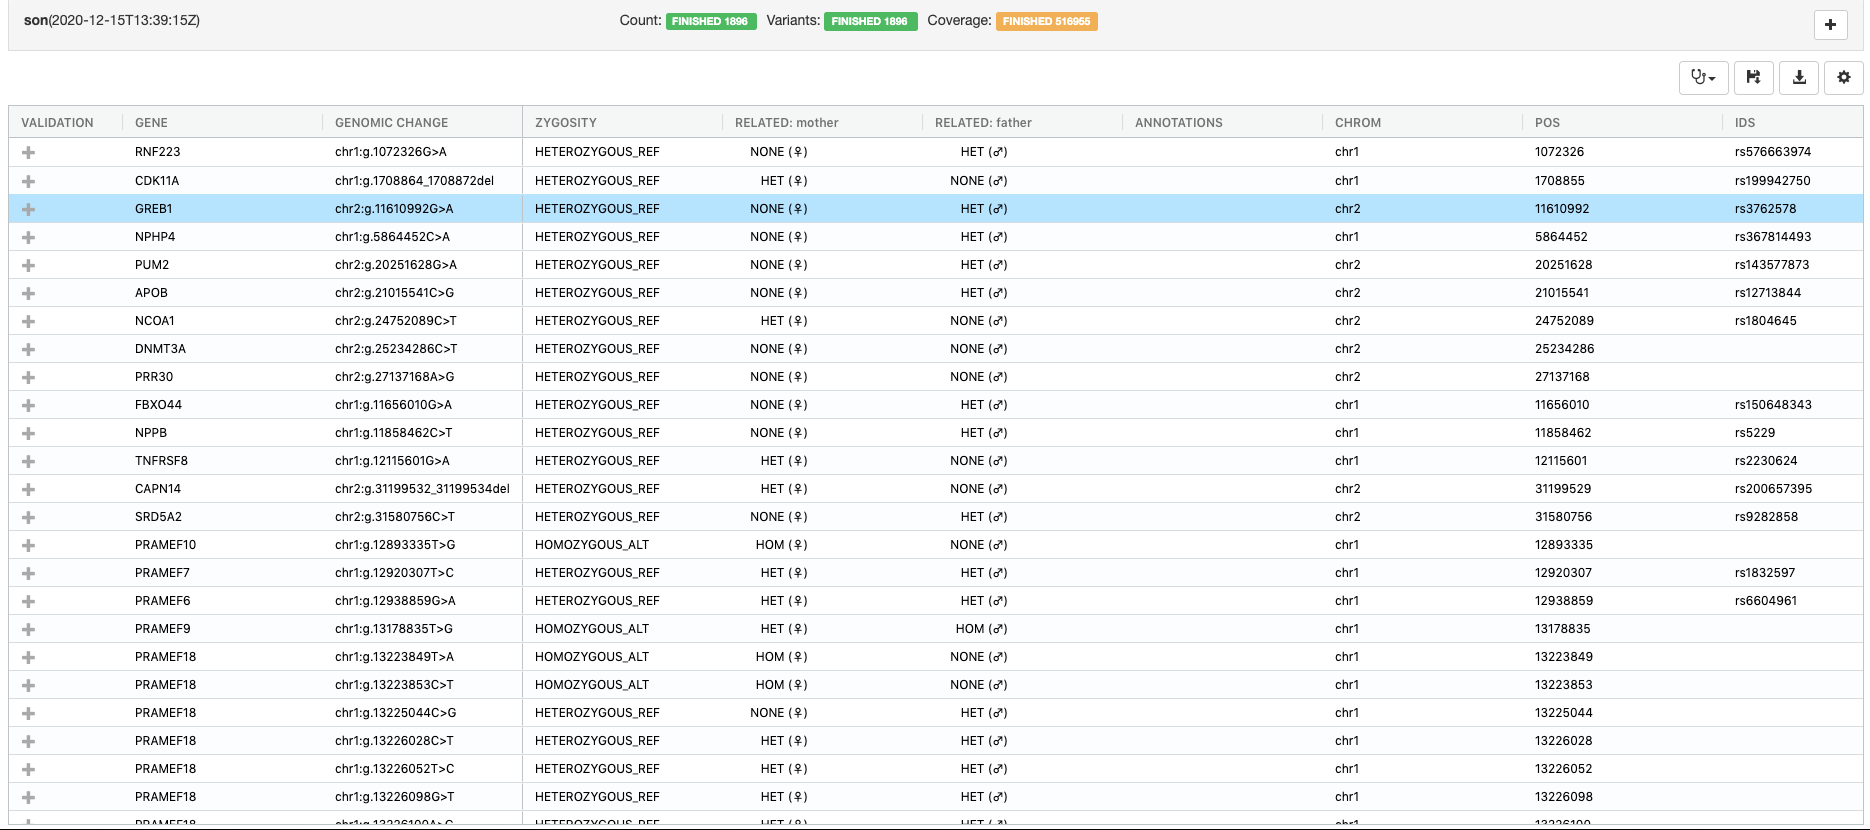 son(2020-12-15T13:39:15Z) Count: FINISHED 1896 Variants: FINISHED 1896 Coverage: FINISHED 516955
VALIDATION GENE GENOMIC CHANGE ZYGOSITY RELATED: mother RELATED: father ANNOTATIONS CHROM POS IDS
RNF223 chr1:g.1072326G>A HETEROZYGOUS_REF NONE (♀) HET (♂) chr1 1072326 rs576663974
CDK11A chr1:g.1708864_1708872del HETEROZYGOUS_REF HET (♀) NONE (♂) chr1 1708855 rs199942750
GREB1 chr2:g.11610992G>A HETEROZYGOUS_REF NONE (♀) HET (♂) chr2 11610992 rs3762578
NPHP4 chr1:g.5864452C>A HETEROZYGOUS_REF NONE (♀) HET (♂) chr1 5864452 rs367814493
PUM2 chr2:g.20251628G>A HETEROZYGOUS_REF NONE (♀) HET (♂) chr2 20251628 rs143577873
APOB chr2:g.21015541C>G HETEROZYGOUS_REF NONE (♀) HET (♂) chr2 21015541 rs12713844
NCOA1 chr2:g.24752089C>T HETEROZYGOUS_REF HET (♀) NONE (♂) chr2 24752089 rs1804645
DNMT3A chr2:g.25234286C>T HETEROZYGOUS_REF NONE (♀) NONE (♂) chr2 25234286
PRR30 chr2:g.27137168A>G HETEROZYGOUS_REF NONE (♀) NONE (♂) chr2 27137168
FBXO44 chr1:g.11656010G>A HETEROZYGOUS_REF NONE (♀) HET (♂) chr1 11656010 rs150648343
NPPB chr1:g.11858462C>T HETEROZYGOUS_REF NONE (♀) HET (♂) chr1 11858462 rs5229
TNFRSF8 chr1:g.12115601G>A HETEROZYGOUS_REF HET (♀) NONE (♂) chr1 12115601 rs2230624
CAPN14 chr2:g.31199532_31199534del HETEROZYGOUS_REF HET (♀) NONE (♂) chr2 31199529 rs200657395
SRD5A2 chr2:g.31580756C>T HETEROZYGOUS_REF NONE (♀) HET (♂) chr2 31580756 rs9282858
PRAMEF10 chr1:g.12893335T>G HOMOZYGOUS_ALT HOM (♀) NONE (♂) chr1 12893335
PRAMEF7 chr1:g.12920307T>C HETEROZYGOUS_REF HET (♀) HET (♂) chr1 12920307 rs1832597
PRAMEF6 chr1:g.12938859G>A HETEROZYGOUS_REF HET (♀) HET (♂) chr1 12938859 rs6604961
PRAMEF9 chr1:g.13178835T>G HOMOZYGOUS_ALT HET (♀) HOM (♂) chr1 13178835
PRAMEF18 chr1:g.13223849T>A HOMOZYGOUS_ALT HOM (♀) NONE (♂) chr1 13223849
PRAMEF18 chr1:g.13223853C>T HOMOZYGOUS_ALT HOM (♀) NONE (♂) chr1 13223853
PRAMEF18 chr1:g.13225044C>G HETEROZYGOUS_REF NONE (♀) HET (♂) chr1 13225044
PRAMEF18 chr1:g.13226028C>T HETEROZYGOUS_REF HET (♀) HET (♂) chr1 13226028
PRAMEF18 chr1:g.13226052T>C HETEROZYGOUS_REF HET (♀) HET (♂) chr1 13226052
PRAMEF18 chr1:g.13226098G>T HETEROZYGOUS_REF HET (♀) HET (♂) chr1 13226098